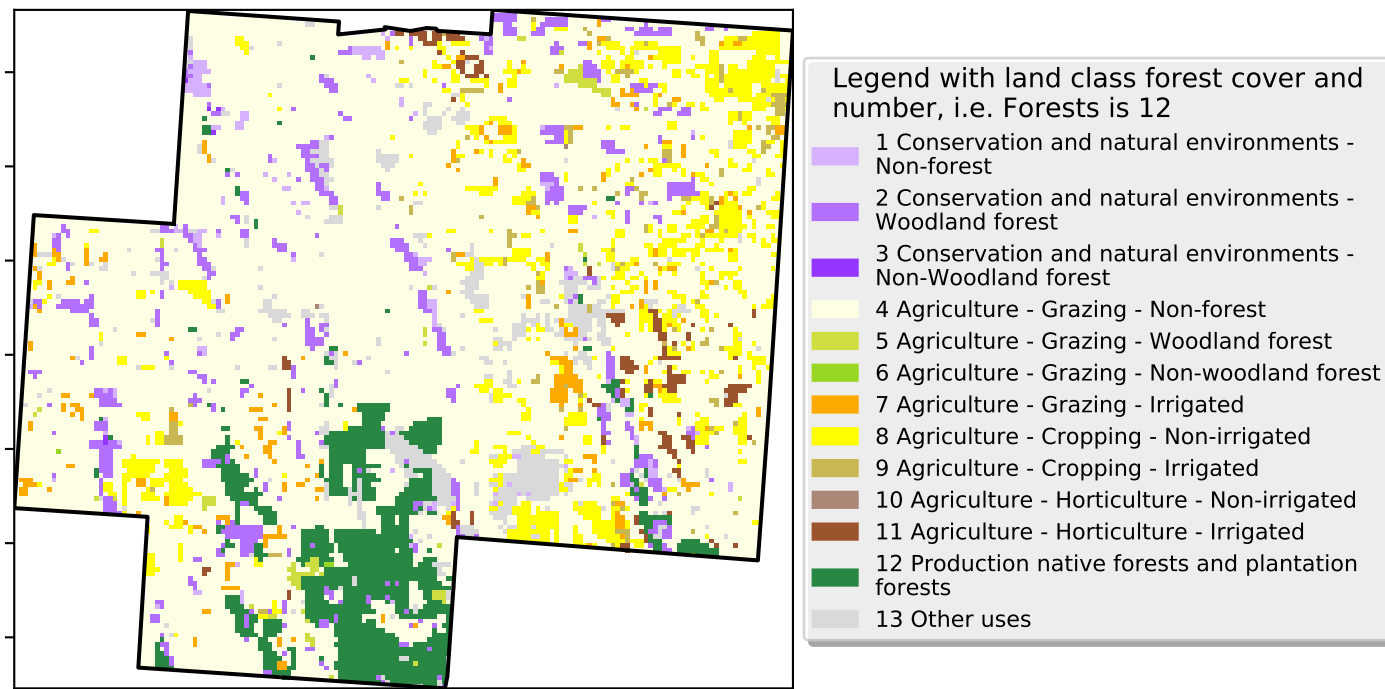 Legend with land class forest cover and
number, i.e. Forests is 12
1 Conservation and natural environments -
Non-forest
2 Conservation and natural environments -
Woodland forest
3 Conservation and natural environments -
Non-Woodland forest
4 Agriculture - Grazing - Non-forest
5 Agriculture - Grazing - Woodland forest
6 Agriculture - Grazing - Non-woodland forest
7 Agriculture - Grazing - Irrigated
8 Agriculture - Cropping - Non-irrigated
9 Agriculture - Cropping - Irrigated
10 Agriculture - Horticulture - Non-irrigated
11 Agriculture - Horticulture - Irrigated
12 Production native forests and plantation
forests
13 Other uses